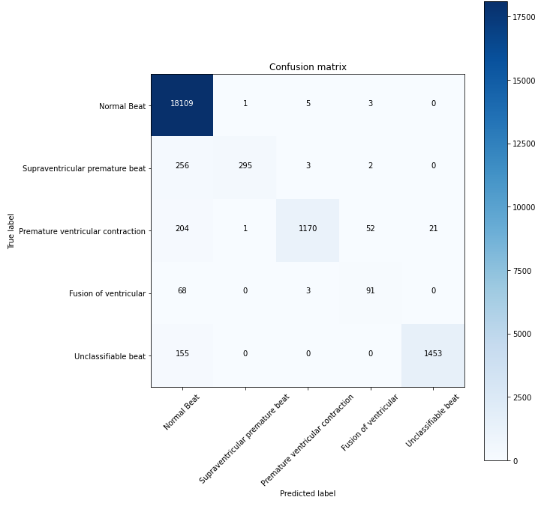 Confusion matrix
True label
Normal Beat 18109 1 5 3 0
Supraventricular premature beat 256 295 3 2 0
Premature ventricular contraction 204 1 1170 52 21
Fusion of ventricular 68 0 3 91 0
Unclassifiable beat 155 0 0 0 1453
Normal Beat
Supraventricular premature beat
Premature ventricular contraction
Fusion of ventricular
Unclassifiable beat
Predicted label
17500
15000
12500
10000
7500
5000
2500
0